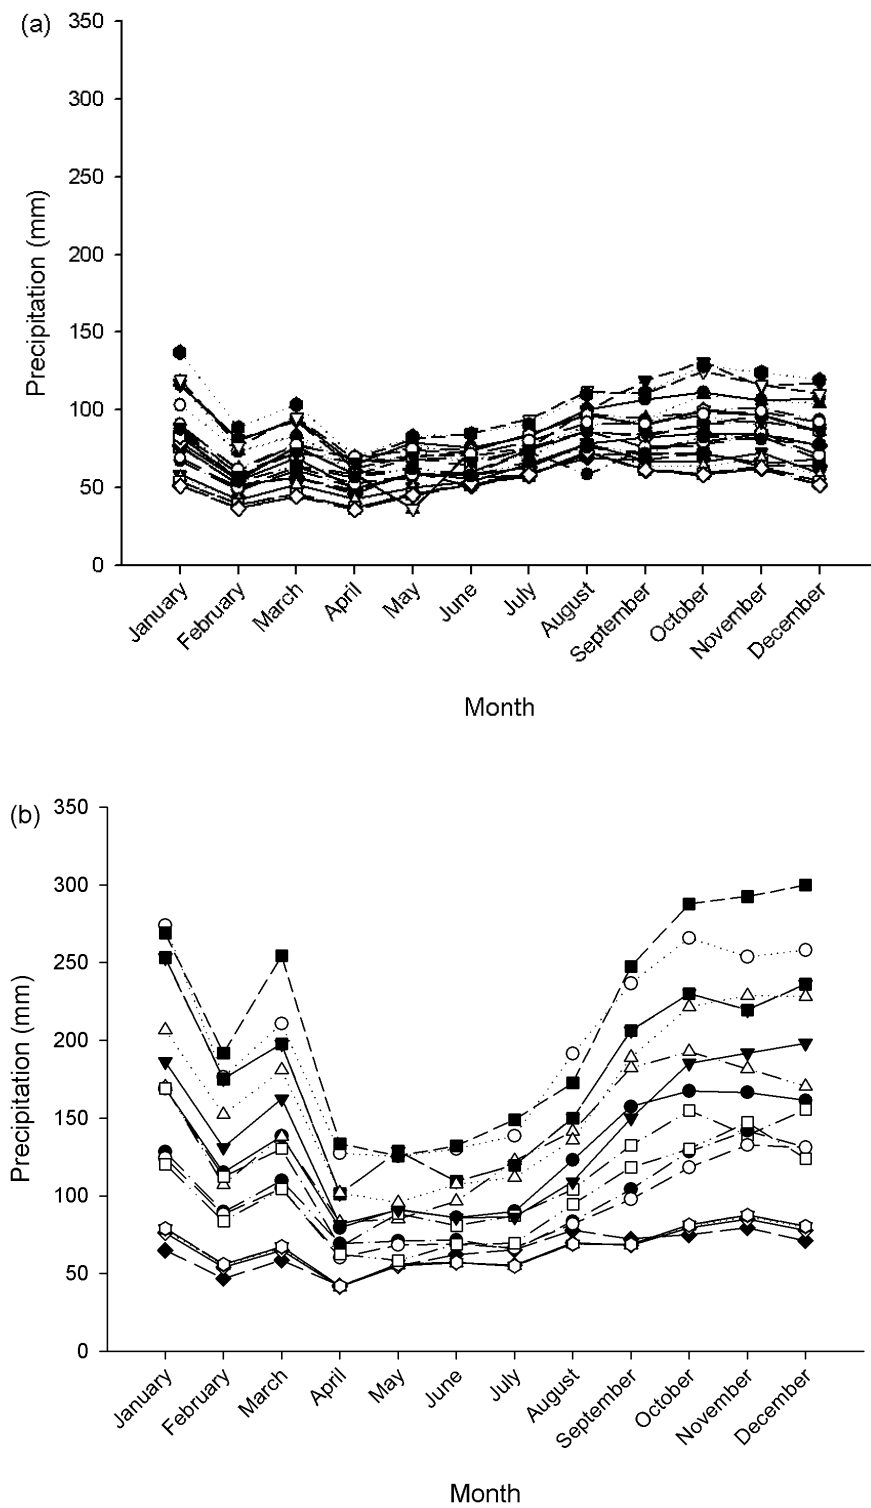 (a)
350
300
250
200
150
100
50
0
Precipitation (mm)
January
February
March
April
May
June
July
August
September
October
November
December
Month
(b)
350
300
250
200
150
100
50
0
Precipitation (mm)
January
February
March
April
May
June
July
August
September
October
November
December
Month